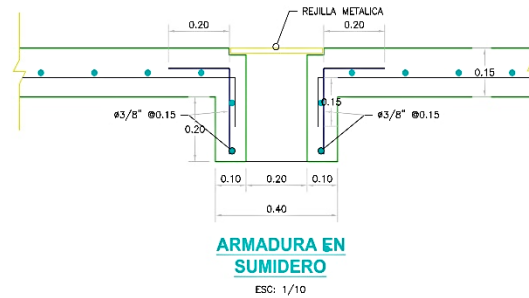 REJILLA METALICA
0.20
0.20
0.15
0.15
ø3/8" @0.15
ø3/8" @0.15
0.20
0.10
0.20
0.10
0.40
ARMADURA EN
SUMIDERO
ESC: 1/10